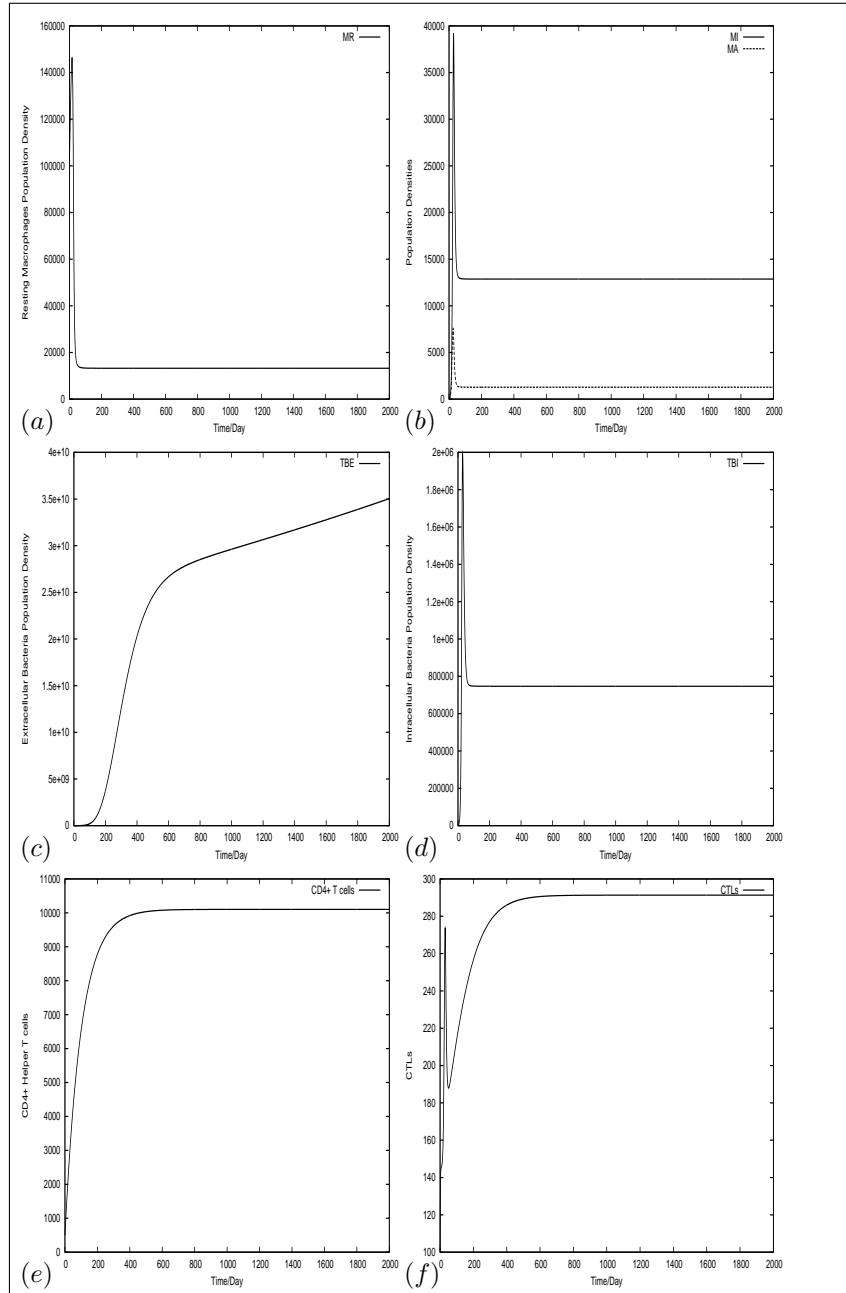 160000
140000
120000
100000
80000
60000
40000
20000
0
MR
Resting Macrophages Population Density
0 200 400 600 800 1000 1200 1400 1600 1800 2000
Time/Day
(a)
40000
35000
30000
25000
20000
15000
10000
5000
0
MI
MA
Population Densities
0 200 400 600 800 1000 1200 1400 1600 1800 2000
Time/Day
(b)
4e+10
3.5e+10
3e+10
2.5e+10
2e+10
1.5e+10
1e+10
5e+09
0
TBE
Extracellular Bacteria Population Density
0 200 400 600 800 1000 1200 1400 1600 1800 2000
Time/Day
(c)
2e+06
1.8e+06
1.6e+06
1.4e+06
1.2e+06
1e+06
800000
600000
400000
200000
0
TBI
Intracellular Bacteria Population Density
0 200 400 600 800 1000 1200 1400 1600 1800 2000
Time/Day
(d)
11000
10000
9000
8000
7000
6000
5000
4000
3000
2000
1000
0
CD4+ T cells
CD4+ Helper T cells
0 200 400 600 800 1000 1200 1400 1600 1800 2000
Time/Day
(e)
300
280
260
240
220
200
180
160
140
120
100
CTLs
CTLs
0 200 400 600 800 1000 1200 1400 1600 1800 2000
Time/Day
(f)